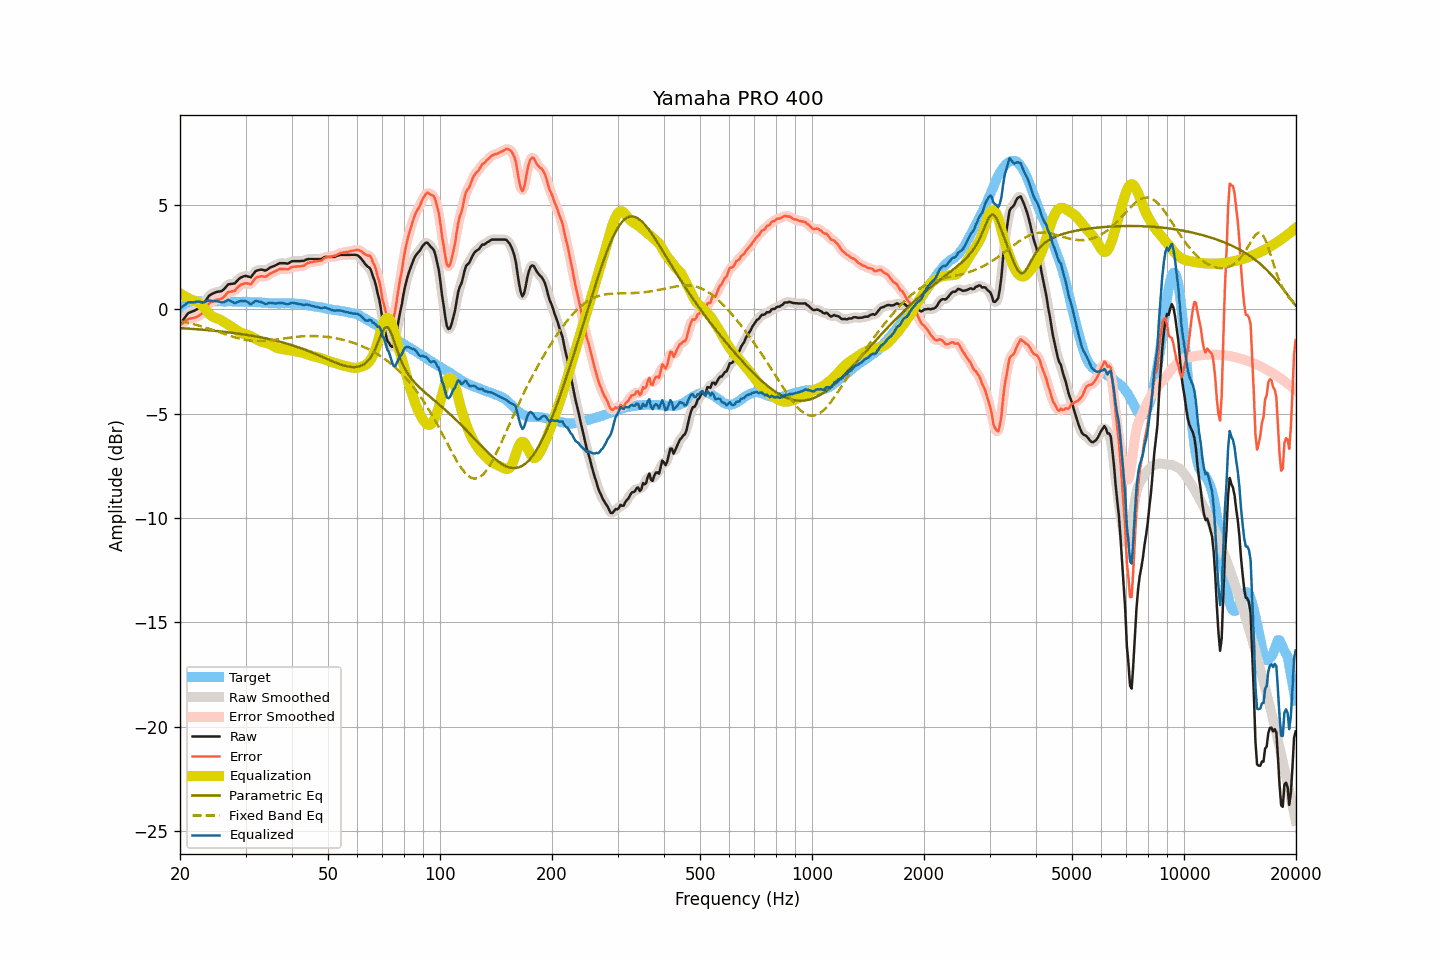 Yamaha PRO 400
Amplitude (dBr)
5
0
−5
−10
−15
−20
−25
Target
Raw Smoothed
Error Smoothed
Raw
Error
Equalization
Parametric Eq
Fixed Band Eq
Equalized
20 50 100 200 500 1000 2000 5000 10000 20000
Frequency (Hz)